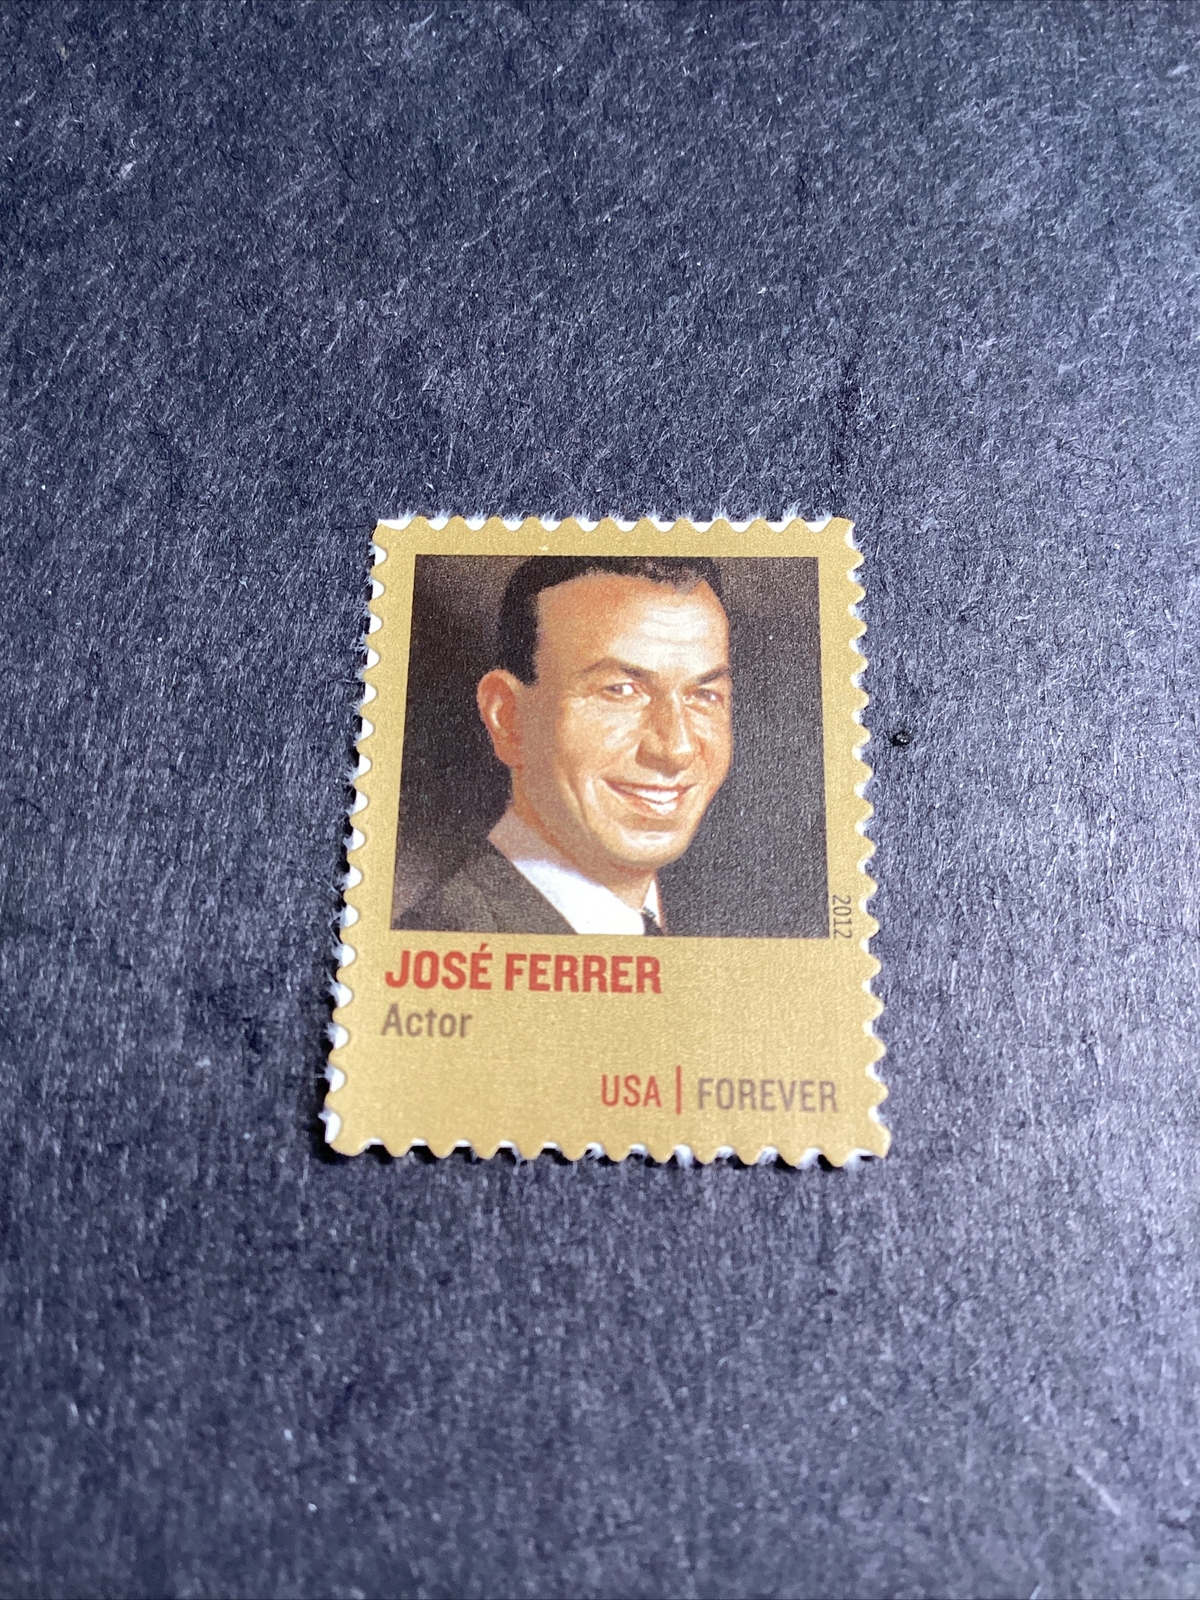 2012
JOSÉ FERRER
Actor
USA | FOREVER